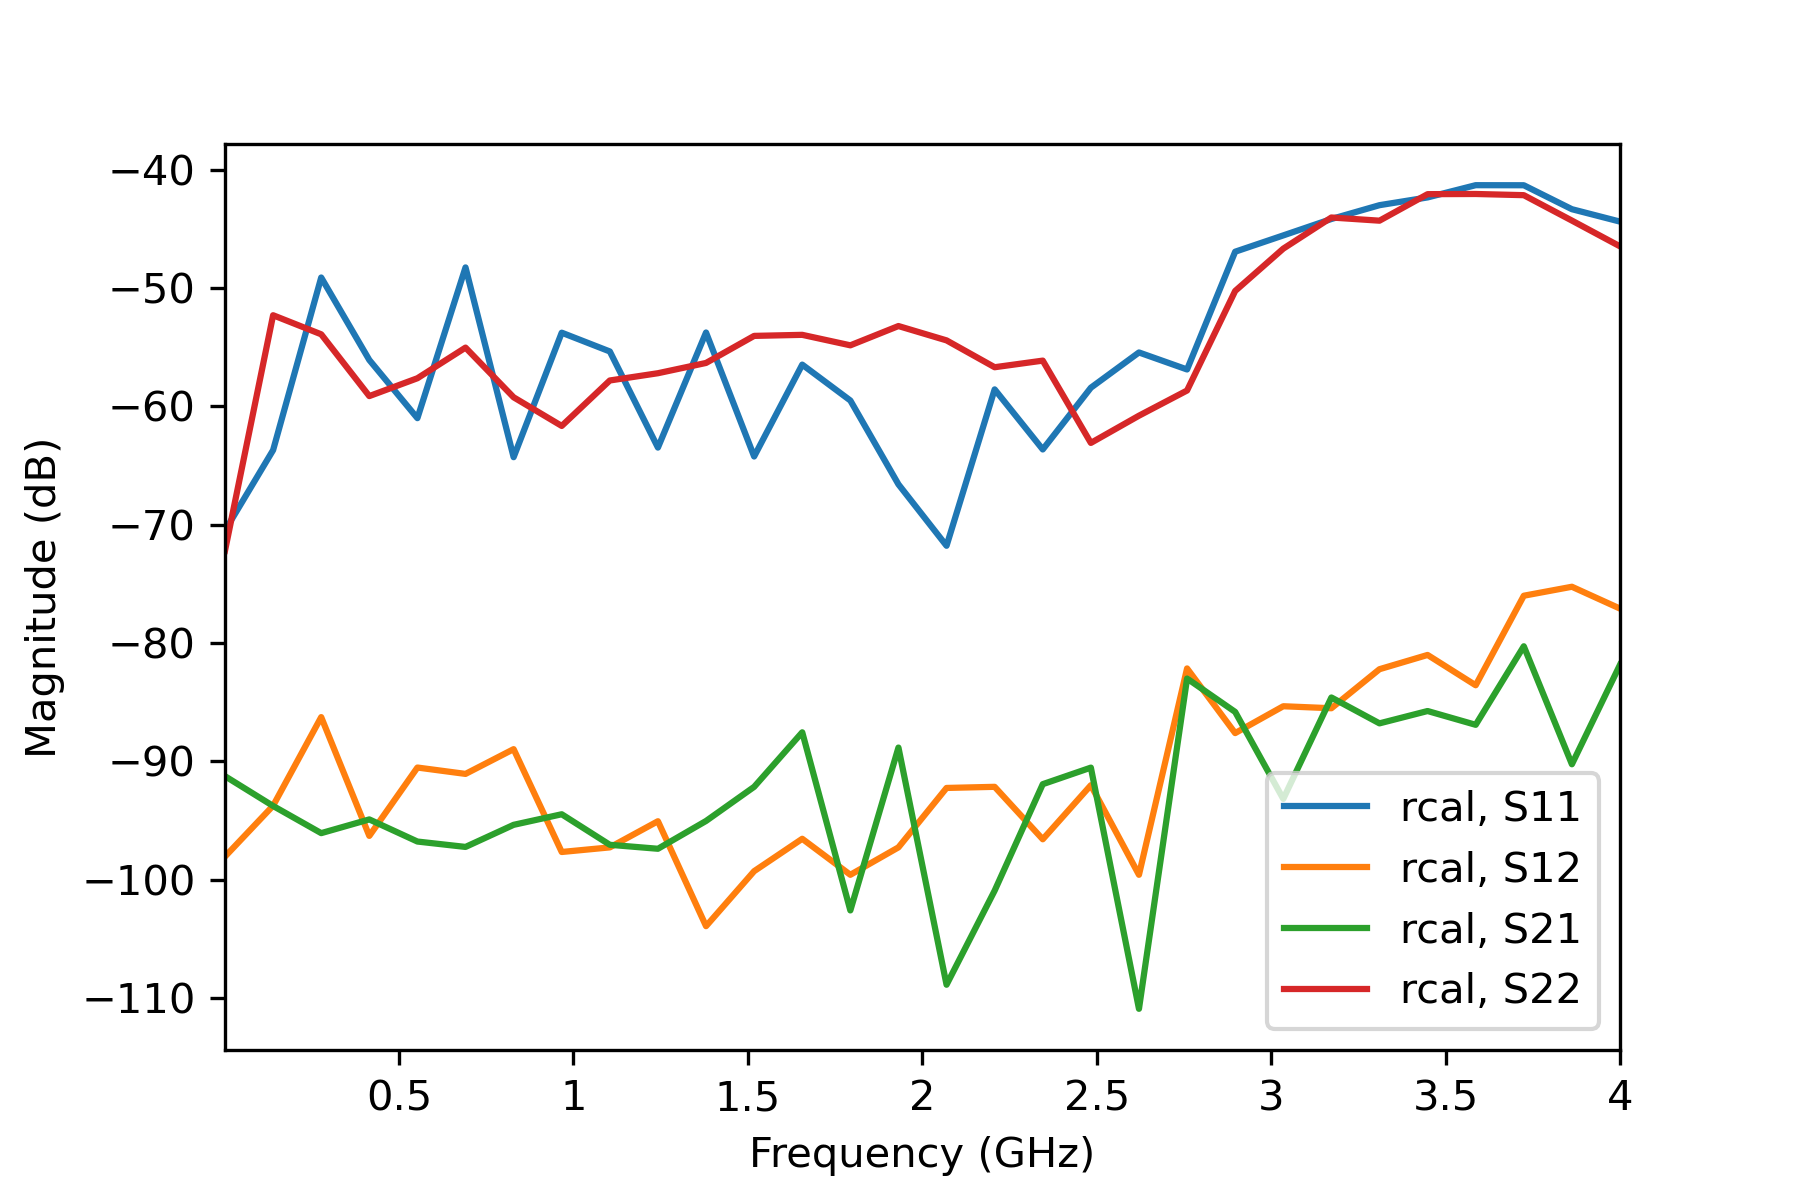 −40
−50
−60
−70
−80
−90
−100
−110
Magnitude (dB)
0.5 1 1.5 2 2.5 3 3.5 4
Frequency (GHz)
rcal, S11
rcal, S12
rcal, S21
rcal, S22